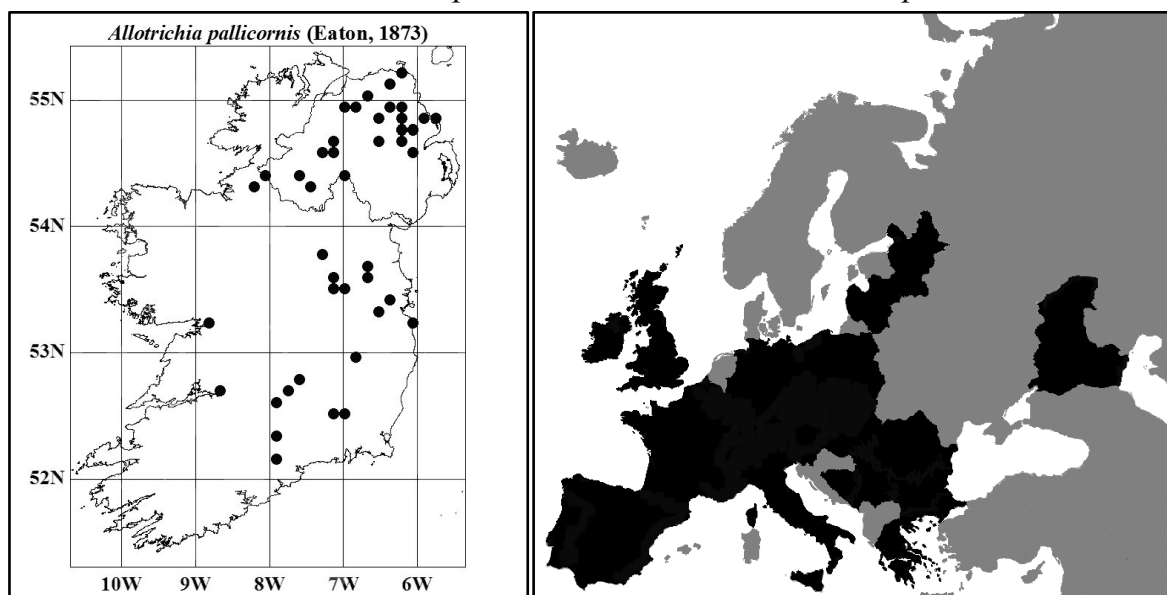 Allotrichia pallicornis (Eaton, 1873)
55N
54N
53N
52N
10W 9W 8W 7W 6W